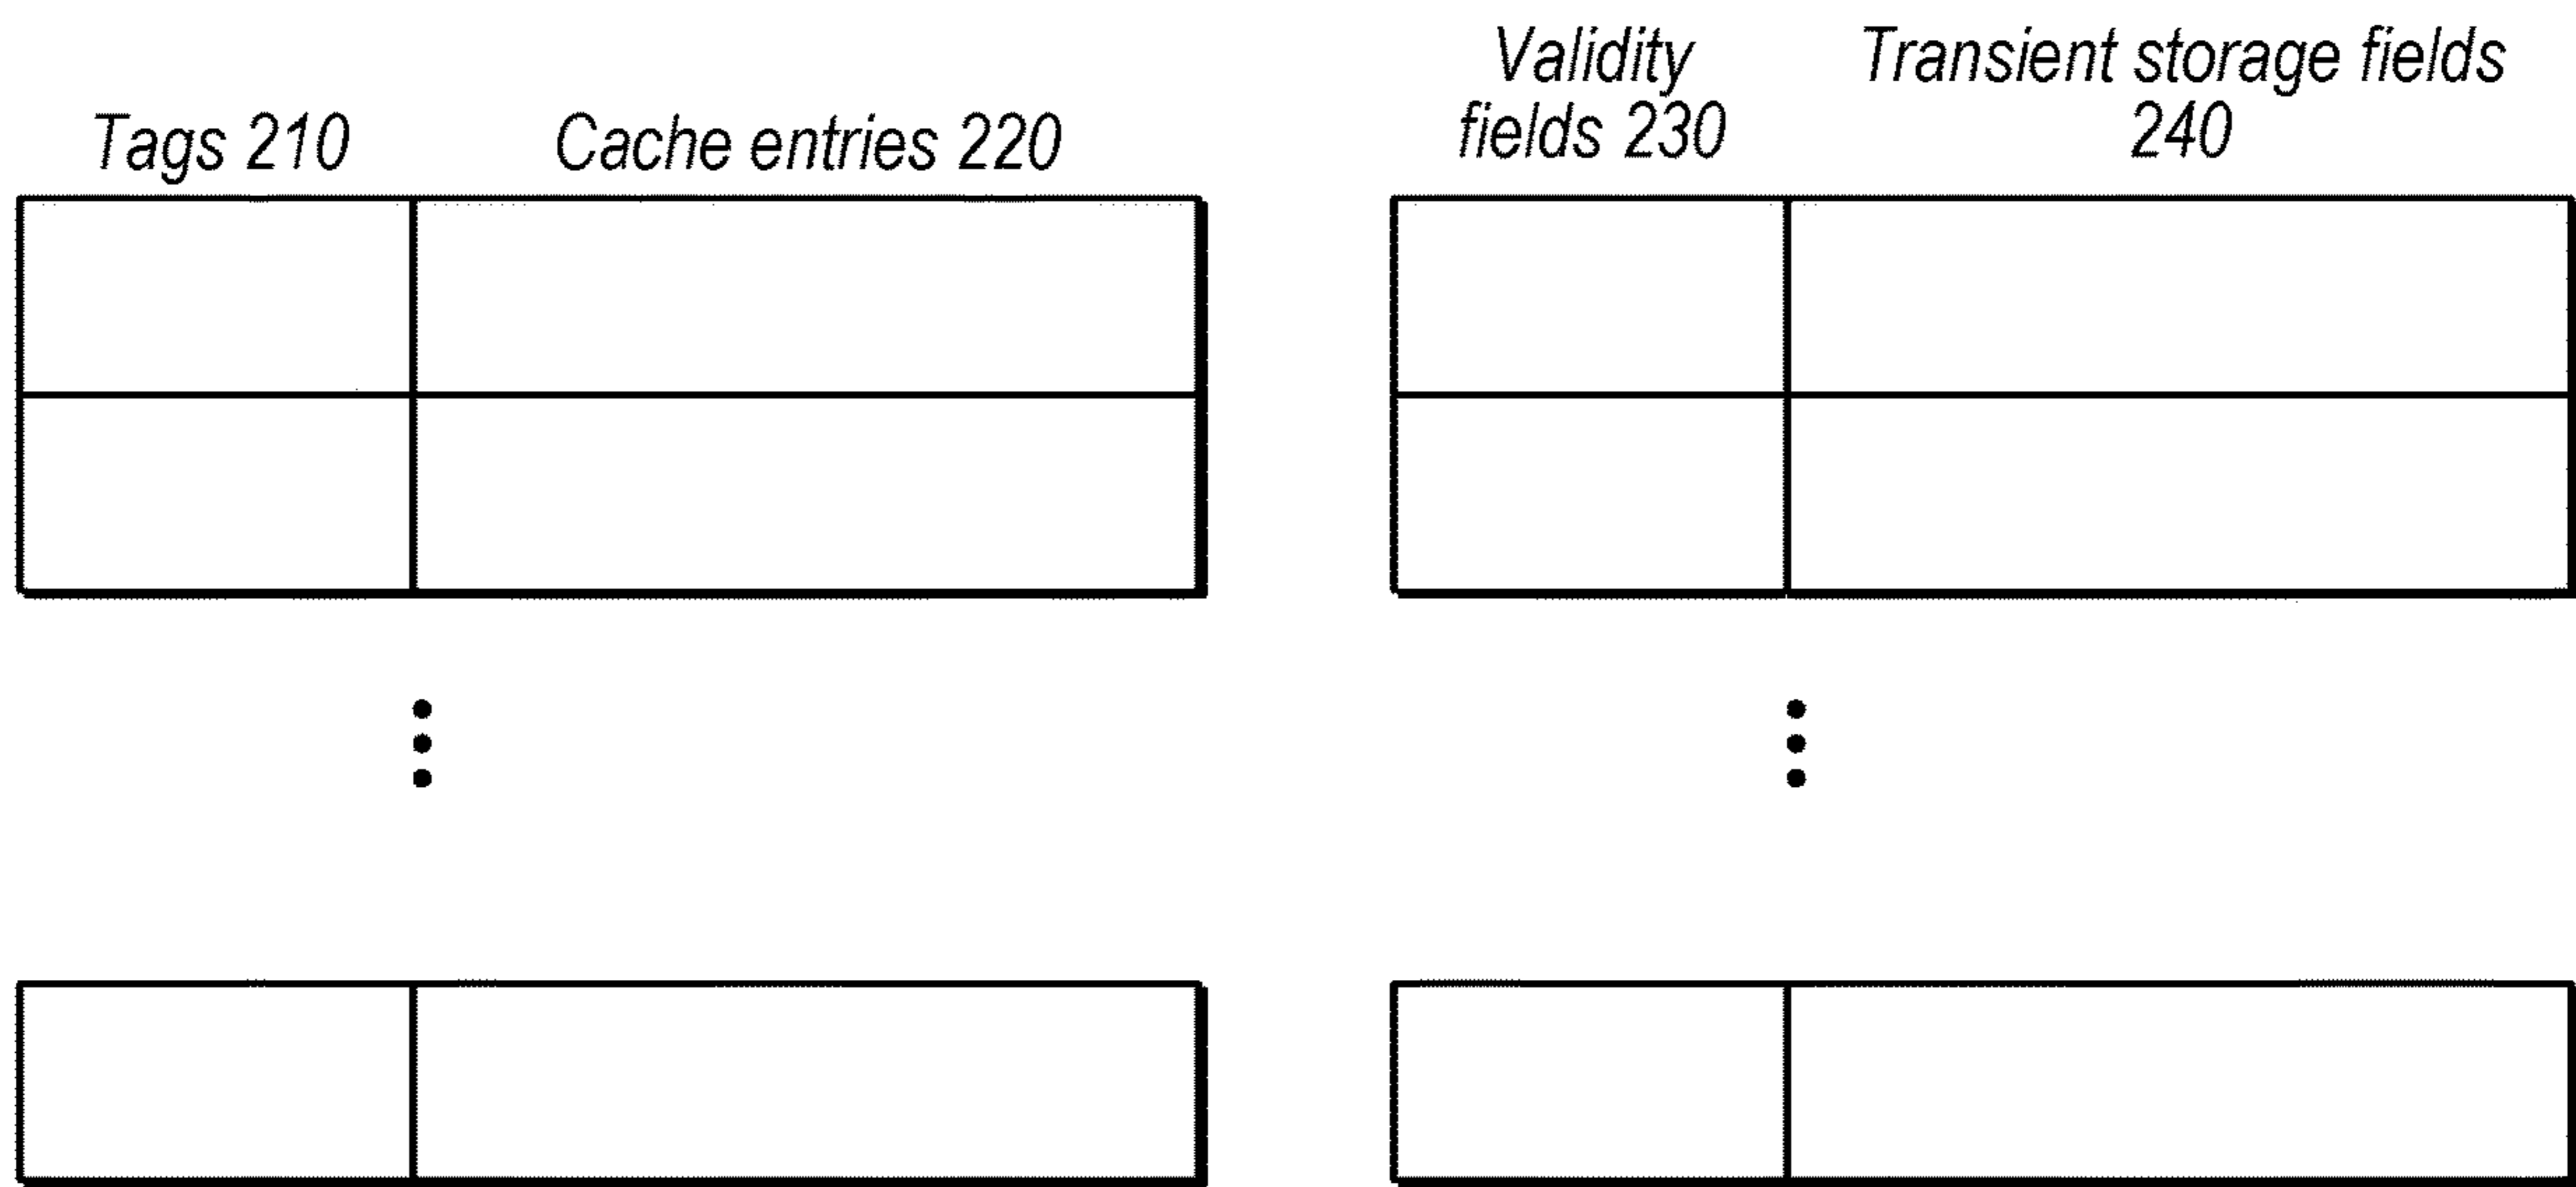 Tags 210
Cache entries 220
Validity
fields 230
Transient storage fields
240